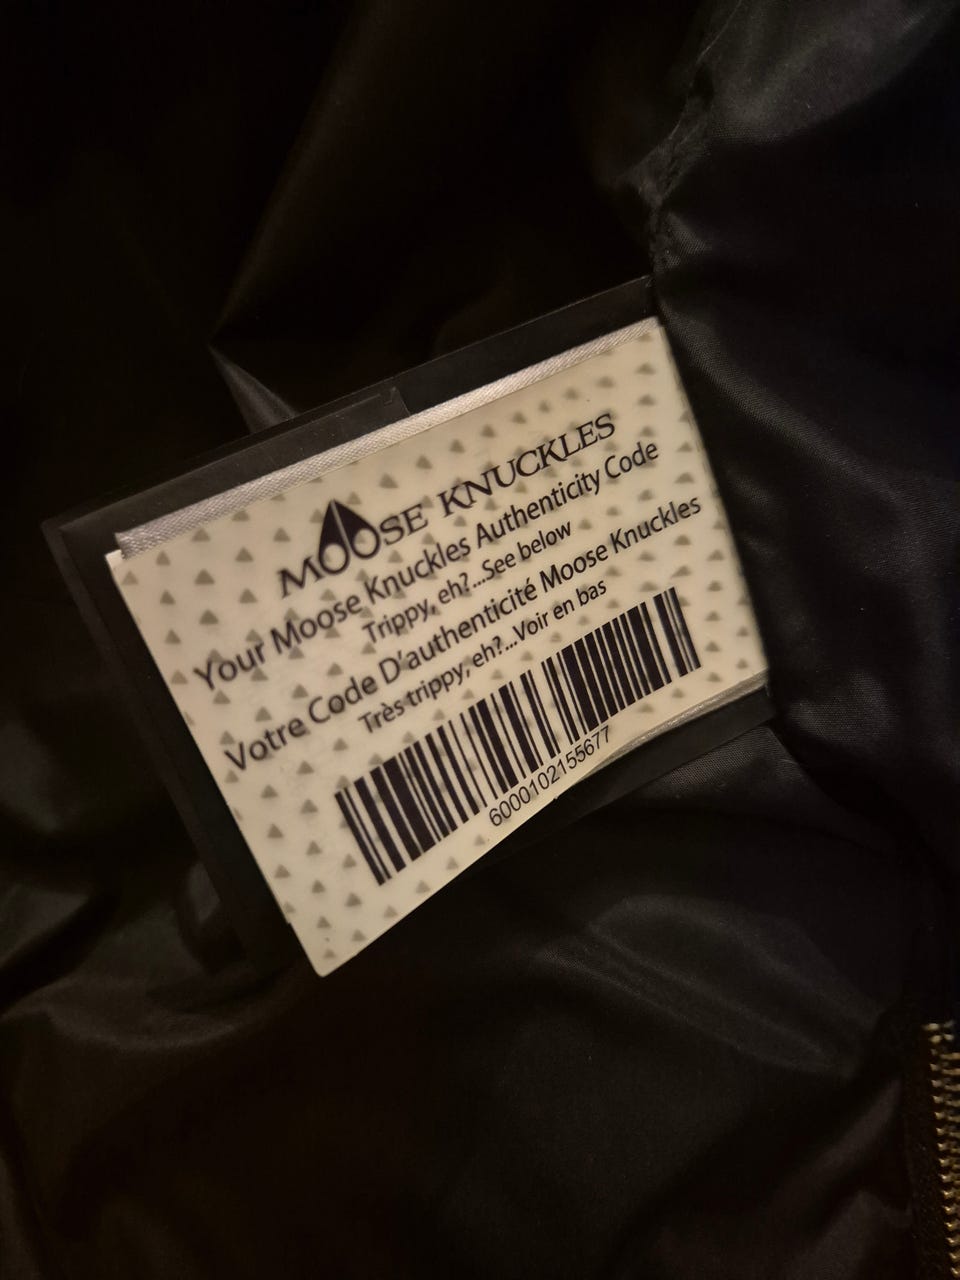 MOOSE KNUCKLES
Your Moose Knuckles Authenticity Code
Trippy, eh?...See below
Votre Code D'authenticité Moose Knuckles
Très trippy, eh?...Voir en bas
6000102155677